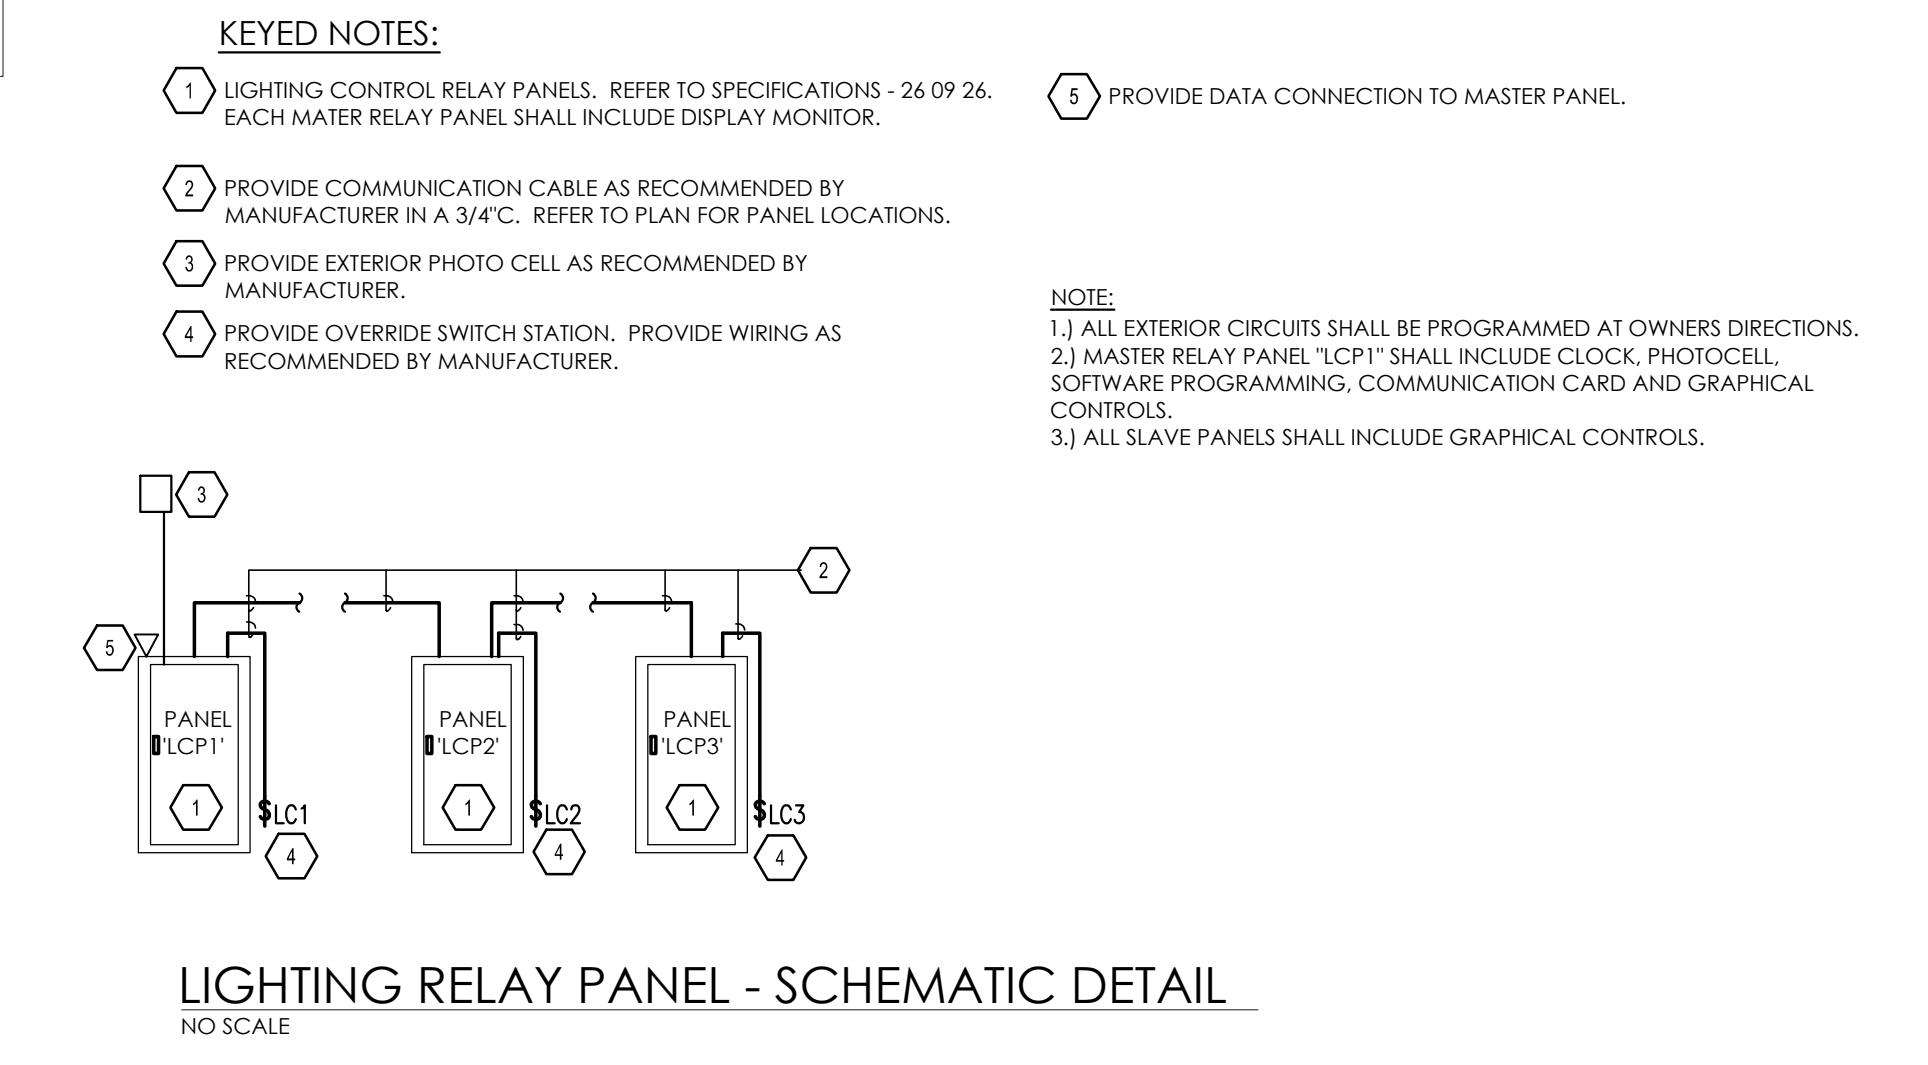 KEYED NOTES:
1 LIGHTING CONTROL RELAY PANELS. REFER TO SPECIFICATIONS - 26 09 26.
EACH MATER RELAY PANEL SHALL INCLUDE DISPLAY MONITOR.
2 PROVIDE COMMUNICATION CABLE AS RECOMMENDED BY
MANUFACTURER IN A 3/4"C. REFER TO PLAN FOR PANEL LOCATIONS.
3 PROVIDE EXTERIOR PHOTO CELL AS RECOMMENDED BY
MANUFACTURER.
4 PROVIDE OVERRIDE SWITCH STATION. PROVIDE WIRING AS
RECOMMENDED BY MANUFACTURER.
5 PROVIDE DATA CONNECTION TO MASTER PANEL.
NOTE:
1.) ALL EXTERIOR CIRCUITS SHALL BE PROGRAMMED AT OWNERS DIRECTIONS.
2.) MASTER RELAY PANEL "LCP1" SHALL INCLUDE CLOCK, PHOTOCELL,
SOFTWARE PROGRAMMING, COMMUNICATION CARD AND GRAPHICAL
CONTROLS.
3.) ALL SLAVE PANELS SHALL INCLUDE GRAPHICAL CONTROLS.
3
2
5
PANEL
'LCP1'
1
$LC1
4
PANEL
'LCP2'
1
$LC2
4
PANEL
'LCP3'
1
$LC3
4
LIGHTING RELAY PANEL - SCHEMATIC DETAIL
NO SCALE